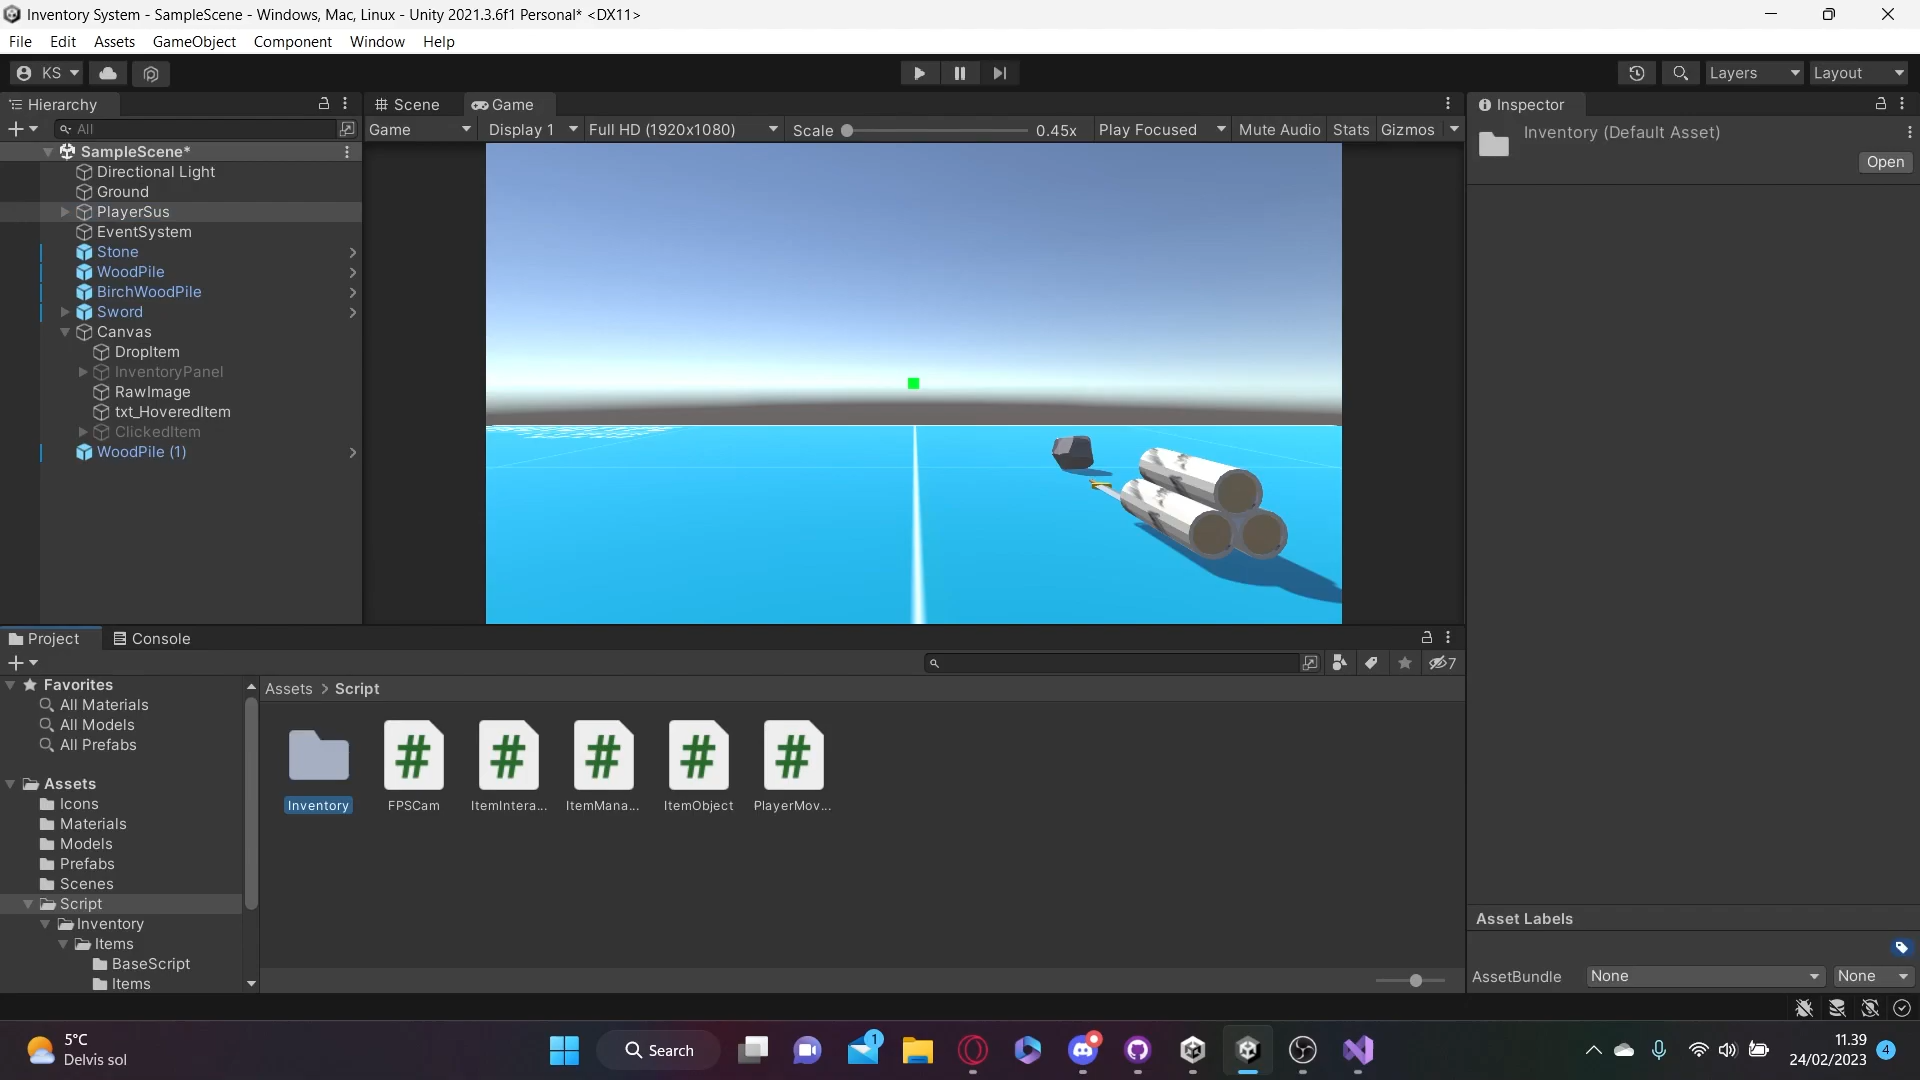 Inventory System - SampleScene - Windows, Mac, Linux - Unity 2021.3.6f1 Personal* <DX11>
File Edit Assets GameObject Component Window Help
KS
Layers
Layout
Hierarchy
All
SampleScene*
Directional Light
Ground
PlayerSus
EventSystem
Stone
WoodPile
BirchWoodPile
Sword
Canvas
DropItem
InventoryPanel
RawImage
txt_HoveredItem
ClickedItem
WoodPile (1)
Scene Game
Game Display 1 Full HD (1920x1080) Scale 0.45x Play Focused Mute Audio Stats Gizmos
Inspector
Inventory (Default Asset)
Open
Project Console
7
Favorites
All Materials
All Models
All Prefabs
Assets
Icons
Materials
Models
Prefabs
Scenes
Script
Inventory
Items
BaseScript
Items
Assets > Script
Inventory
FPSCam
ItemIntera...
ItemMana...
ItemObject
PlayerMov...
Asset Labels
AssetBundle None None
5°C
Delvis sol
Search
1
11.39
24/02/2023
4